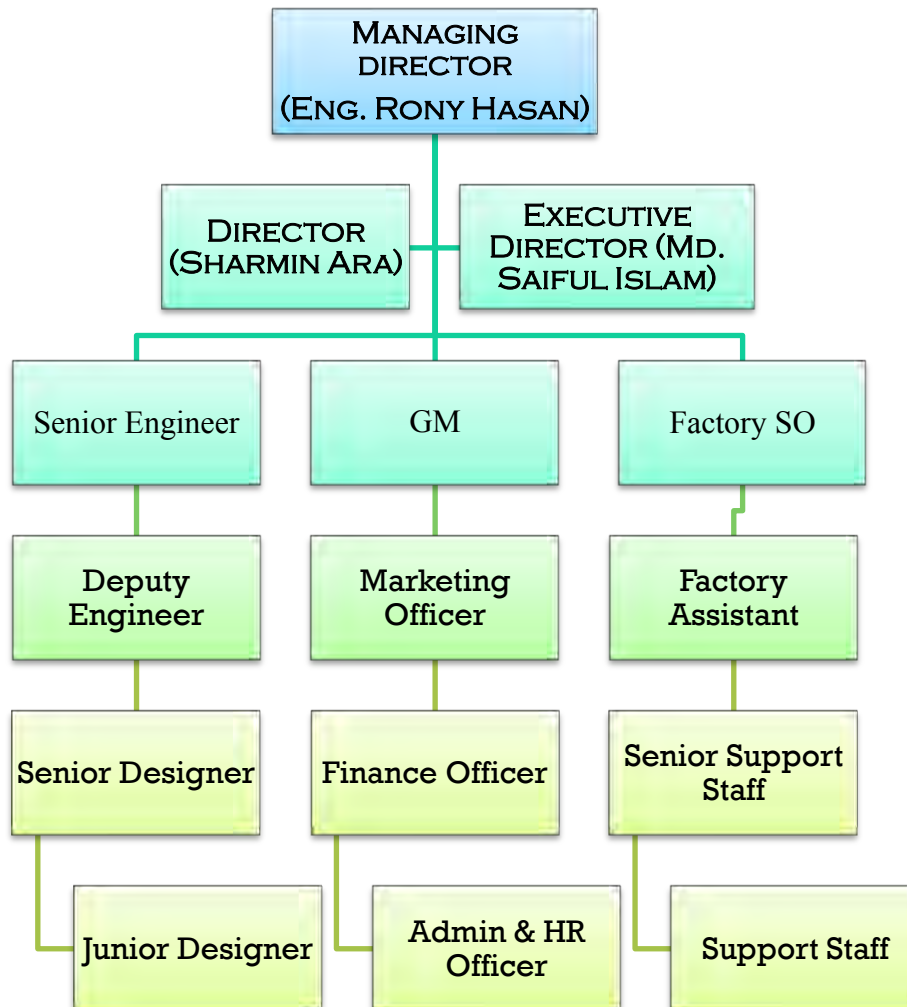 MANAGING
DIRECTOR
(ENG. RONY HASAN)
DIRECTOR
(SHARMIN ARA)
EXECUTIVE
DIRECTOR (MD.
SAIFUL ISLAM)
Senior Engineer
GM
Factory SO
Deputy
Engineer
Marketing
Officer
Factory
Assistant
Senior Designer
Finance Officer
Senior Support
Staff
Junior Designer
Admin & HR
Officer
Support Staff